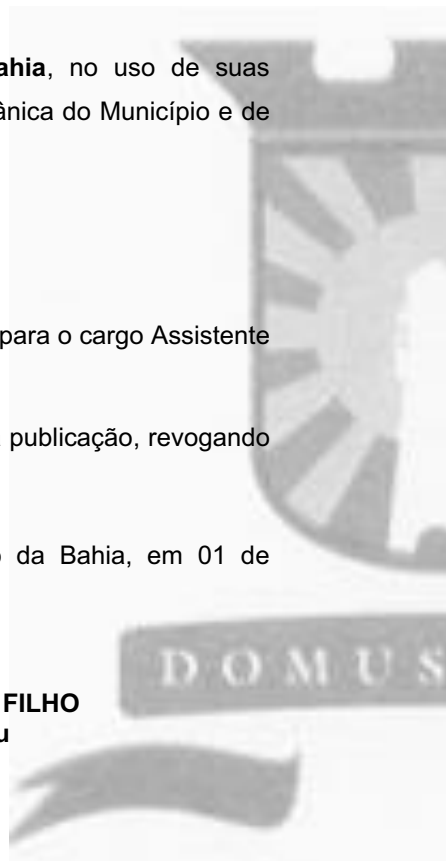 ahia, no uso de suas
ânica do Município e de
para o cargo Assistente
publicação, revogando
da Bahia, em 01 de
FILHO
u
DOMUS